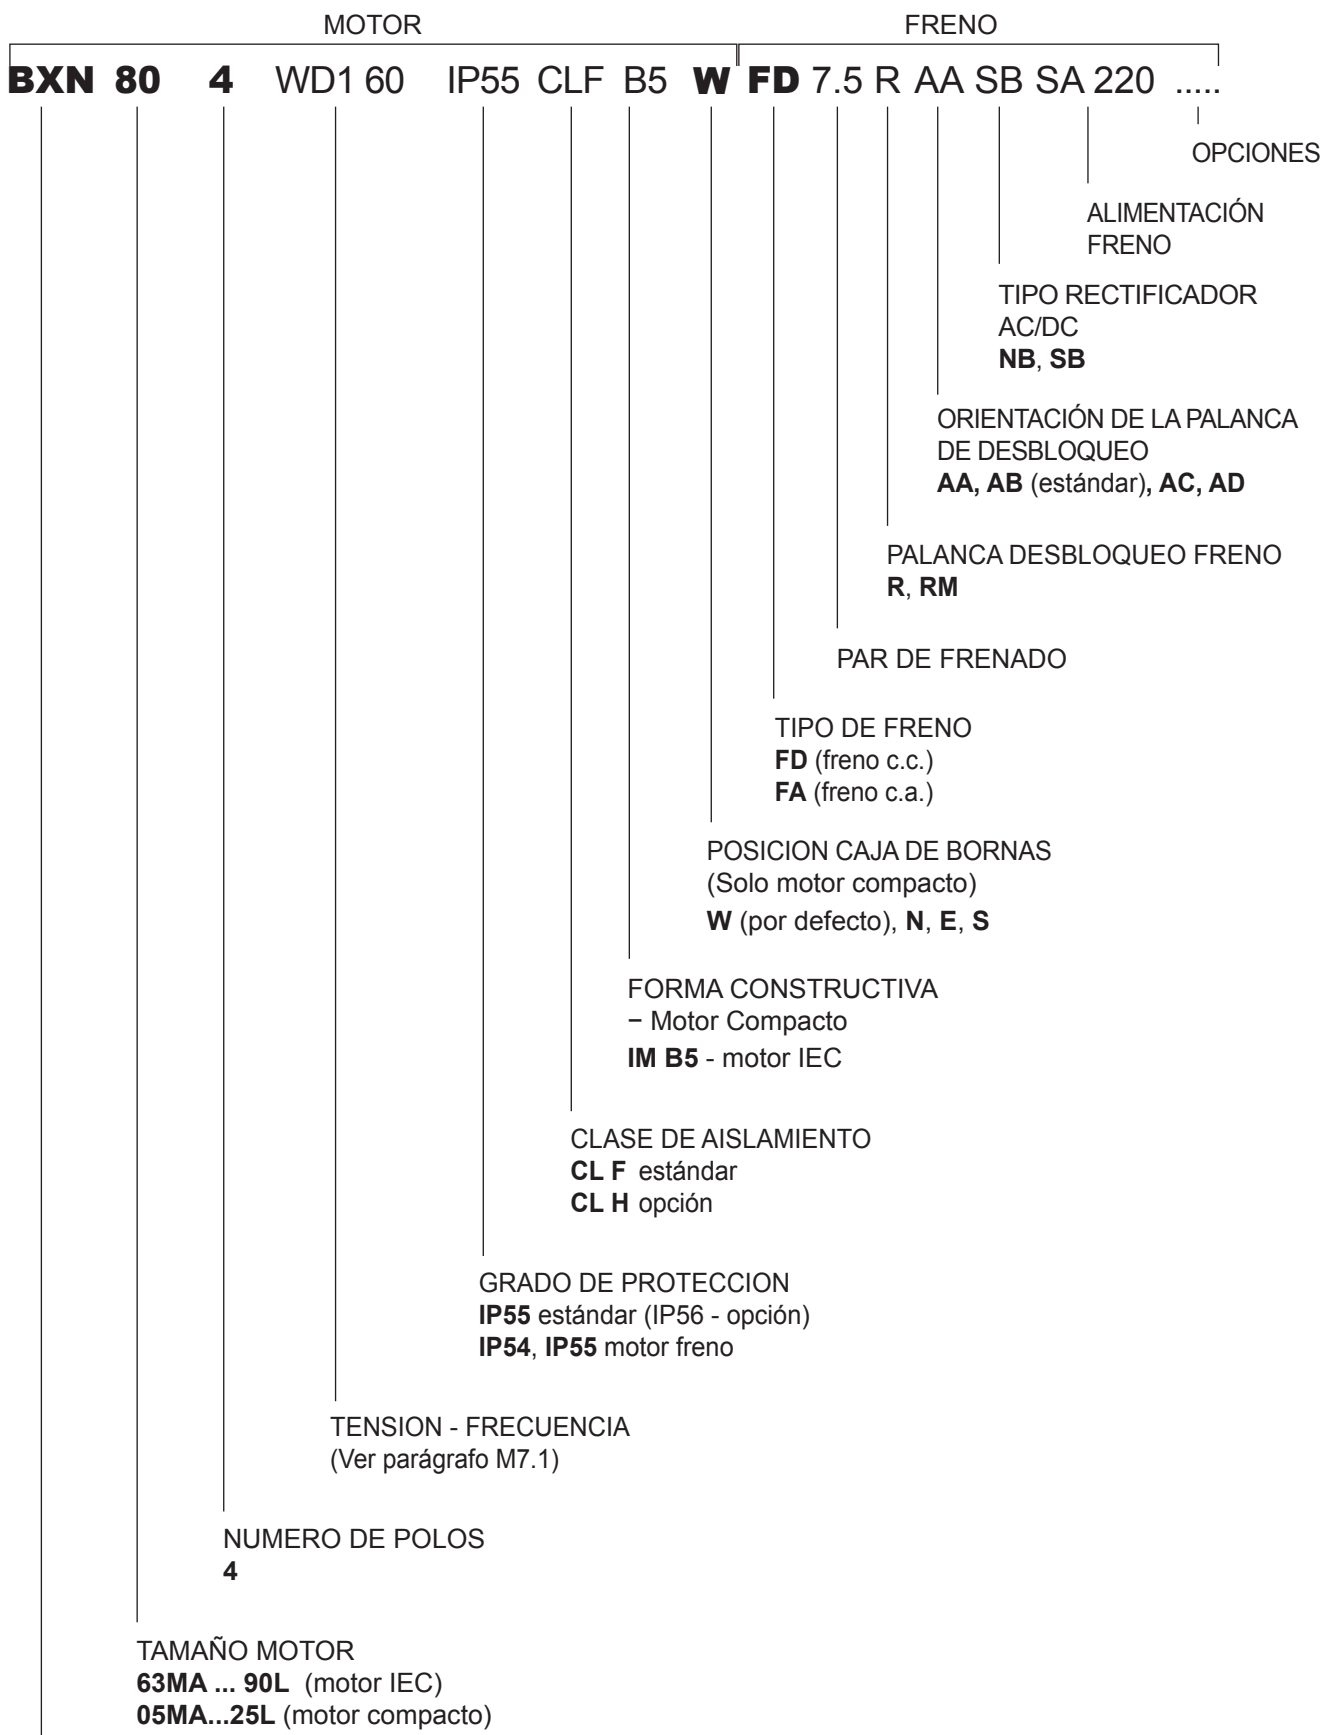 MOTOR FRENO
BXN 80 4 WD1 60 IP55 CLF B5 W FD 7.5 R AA SB SA 220 .....
OPCIONES
ALIMENTACIÓN
FRENO
TIPO RECTIFICADOR
AC/DC
NB, SB
ORIENTACIÓN DE LA PALANCA
DE DESBLOQUEO
AA, AB (estándar), AC, AD
PALANCA DESBLOQUEO FRENO
R, RM
PAR DE FRENADO
TIPO DE FRENO
FD (freno c.c.)
FA (freno c.a.)
POSICION CAJA DE BORNAS
(Solo motor compacto)
W (por defecto), N, E, S
FORMA CONSTRUCTIVA
− Motor Compacto
IM B5 - motor IEC
CLASE DE AISLAMIENTO
CL F estándar
CL H opción
GRADO DE PROTECCION
IP55 estándar (IP56 - opción)
IP54, IP55 motor freno
TENSION - FRECUENCIA
(Ver parágrafo M7.1)
NUMERO DE POLOS
4
TAMAÑO MOTOR
63MA ... 90L (motor IEC)
05MA...25L (motor compacto)